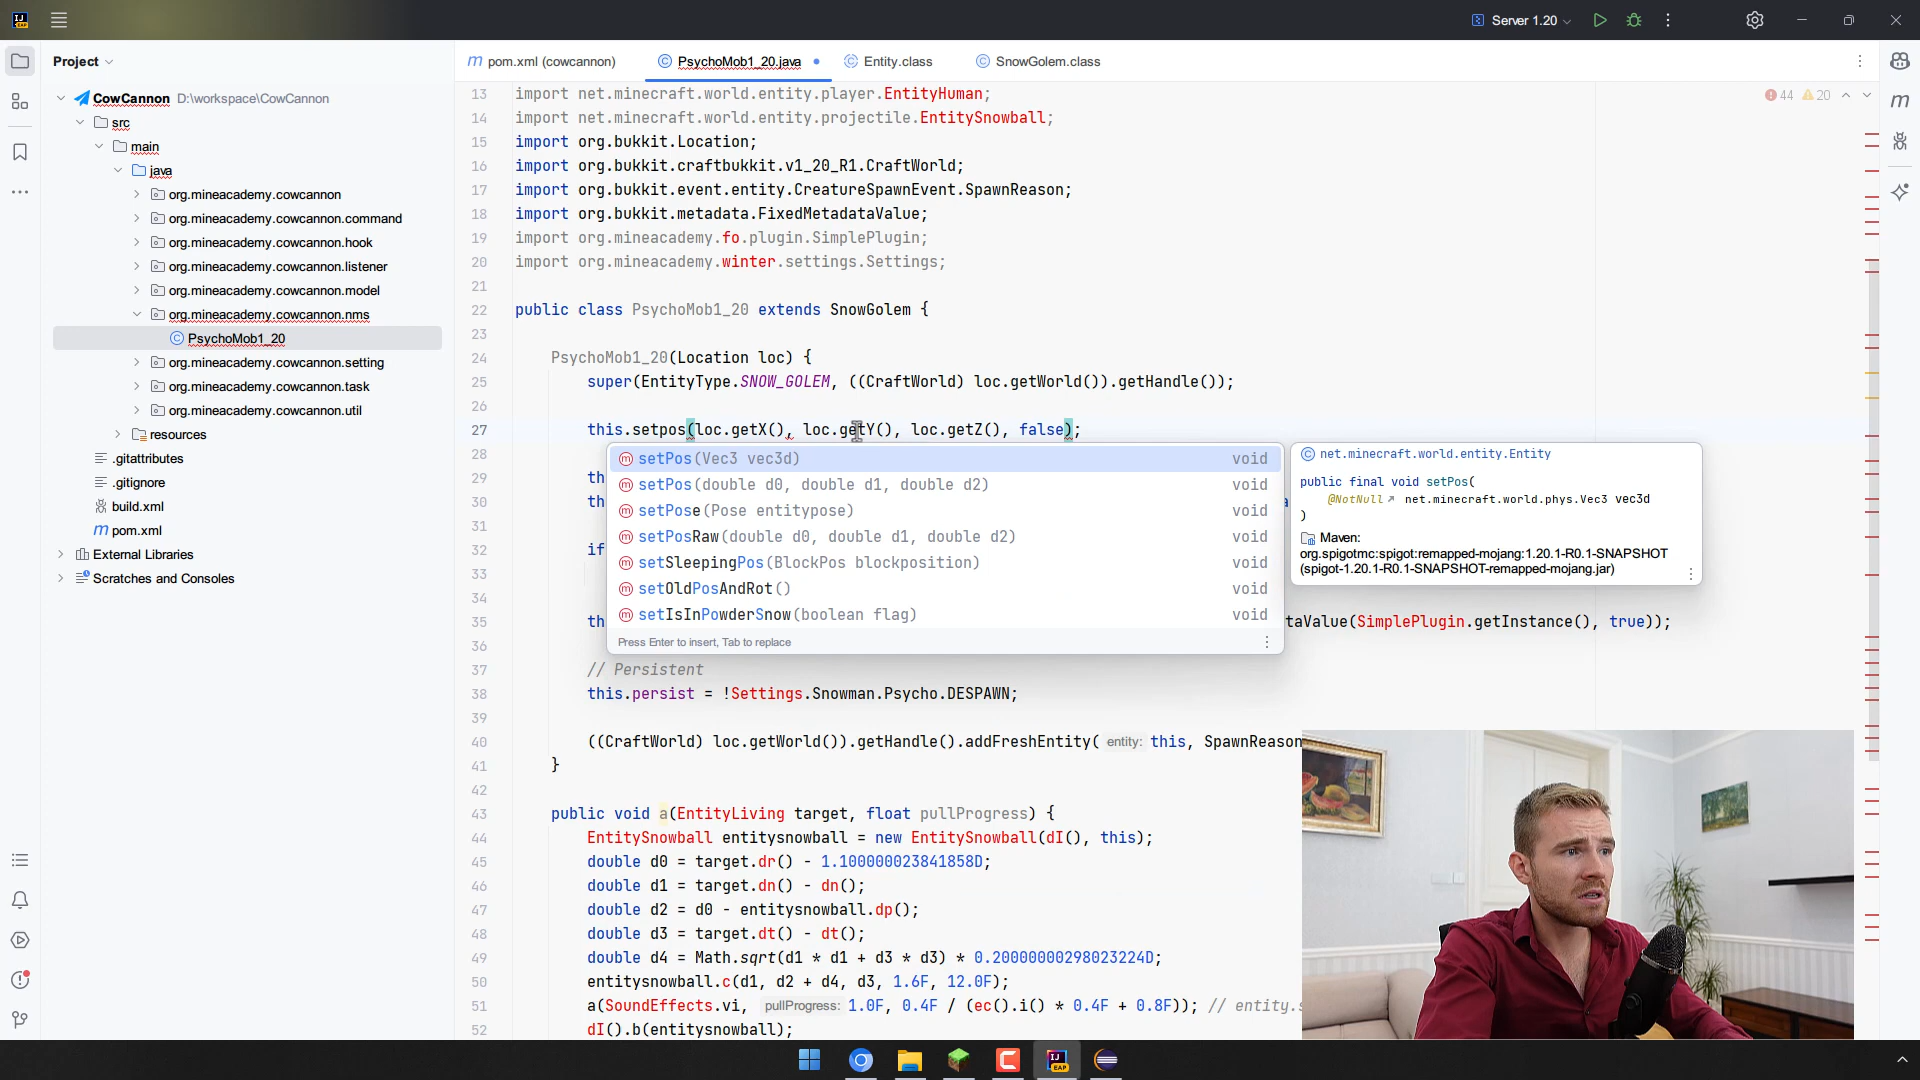 Server 1.20
Project
pom.xml (cowcannon)
PsychoMob1_20.java
Entity.class
SnowGolem.class
CowCannon D:\workspace\CowCannon
src
main
java
org.mineacademy.cowcannon
org.mineacademy.cowcannon.command
org.mineacademy.cowcannon.hook
org.mineacademy.cowcannon.listener
org.mineacademy.cowcannon.model
org.mineacademy.cowcannon.nms
PsychoMob1_20
org.mineacademy.cowcannon.setting
org.mineacademy.cowcannon.task
org.mineacademy.cowcannon.util
resources
.gitattributes
.gitignore
build.xml
pom.xml
External Libraries
Scratches and Consoles
44 20
13 import net.minecraft.world.entity.player.EntityHuman;
14 import net.minecraft.world.entity.projectile.EntitySnowball;
15 import org.bukkit.Location;
16 import org.bukkit.craftbukkit.v1_20_R1.CraftWorld;
17 import org.bukkit.event.entity.CreatureSpawnEvent.SpawnReason;
18 import org.bukkit.metadata.FixedMetadataValue;
19 import org.mineacademy.fo.plugin.SimplePlugin;
20 import org.mineacademy.winter.settings.Settings;
21
22 public class PsychoMob1_20 extends SnowGolem {
23
24 PsychoMob1_20(Location loc) {
25 super(EntityType.SNOW_GOLEM, ((CraftWorld) loc.getWorld()).getHandle());
26
27 this.setpos(loc.getX(), loc.getY(), loc.getZ(), false);
28
29 th
30 th
31
32 if
33
34
35 th taValue(SimplePlugin.getInstance(), true));
36
37 // Persistent
38 this.persist = !Settings.Snowman.Psycho.DESPAWN;
39
40 ((CraftWorld) loc.getWorld()).getHandle().addFreshEntity( entity: this, SpawnReason
41 }
42
43 public void a(EntityLiving target, float pullProgress) {
44 EntitySnowball entitysnowball = new EntitySnowball(dI(), this);
45 double d0 = target.dr() - 1.100000023841858D;
46 double d1 = target.dn() - dn();
47 double d2 = d0 - entitysnowball.dp();
48 double d3 = target.dt() - dt();
49 double d4 = Math.sqrt(d1 * d1 + d3 * d3) * 0.20000000298023224D;
50 entitysnowball.c(d1, d2 + d4, d3, 1.6F, 12.0F);
51 a(SoundEffects.vi, pullProgress: 1.0F, 0.4F / (ec().i() * 0.4F + 0.8F)); // entity.s
52 dI().b(entitysnowball);
setPos(Vec3 vec3d) void
setPos(double d0, double d1, double d2) void
setPose(Pose entitypose) void
setPosRaw(double d0, double d1, double d2) void
setSleepingPos(BlockPos blockposition) void
setOldPosAndRot() void
setIsInPowderSnow(boolean flag) void
Press Enter to insert, Tab to replace
net.minecraft.world.entity.Entity
public final void setPos(
@NotNull net.minecraft.world.phys.Vec3 vec3d
)
Maven:
org.spigotmc:spigot:remapped-mojang:1.20.1-R0.1-SNAPSHOT
(spigot-1.20.1-R0.1-SNAPSHOT-remapped-mojang.jar)